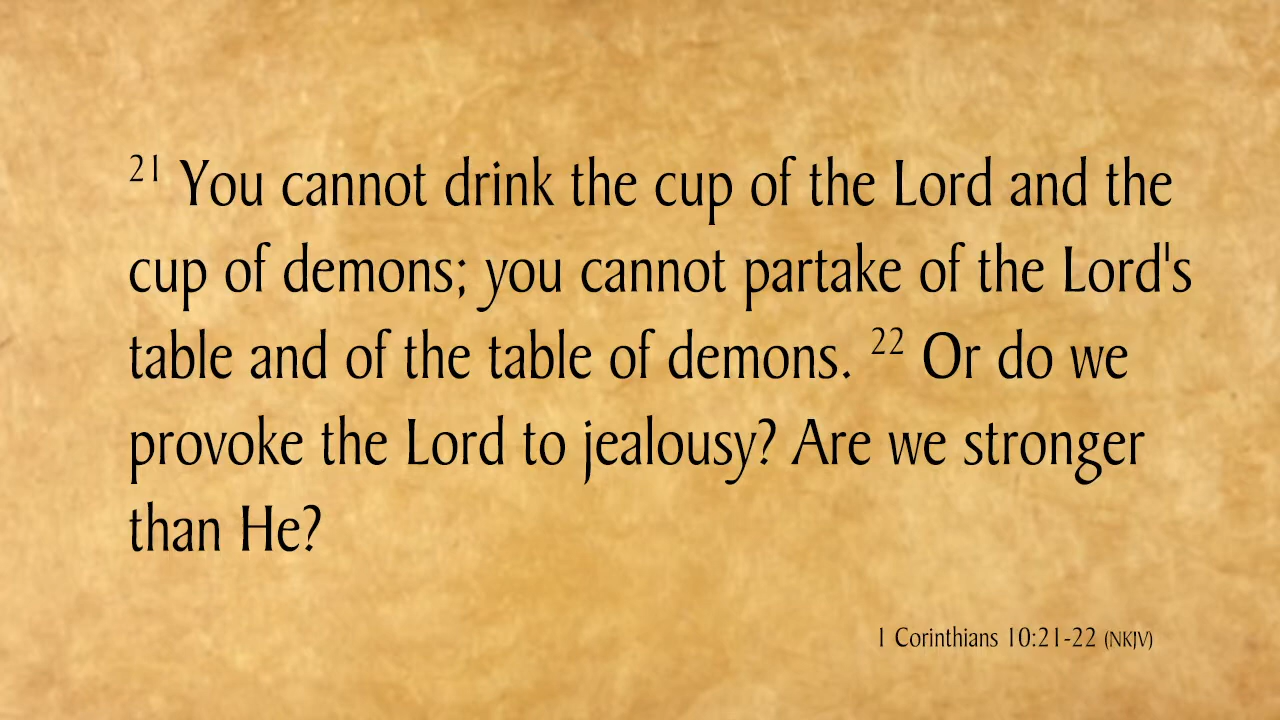 21 You cannot drink the cup of the Lord and the
cup of demons; you cannot partake of the Lord's
table and of the table of demons. 22 Or do we
provoke the Lord to jealousy? Are we stronger
than He?
1 Corinthians 10:21-22 (NKJV)